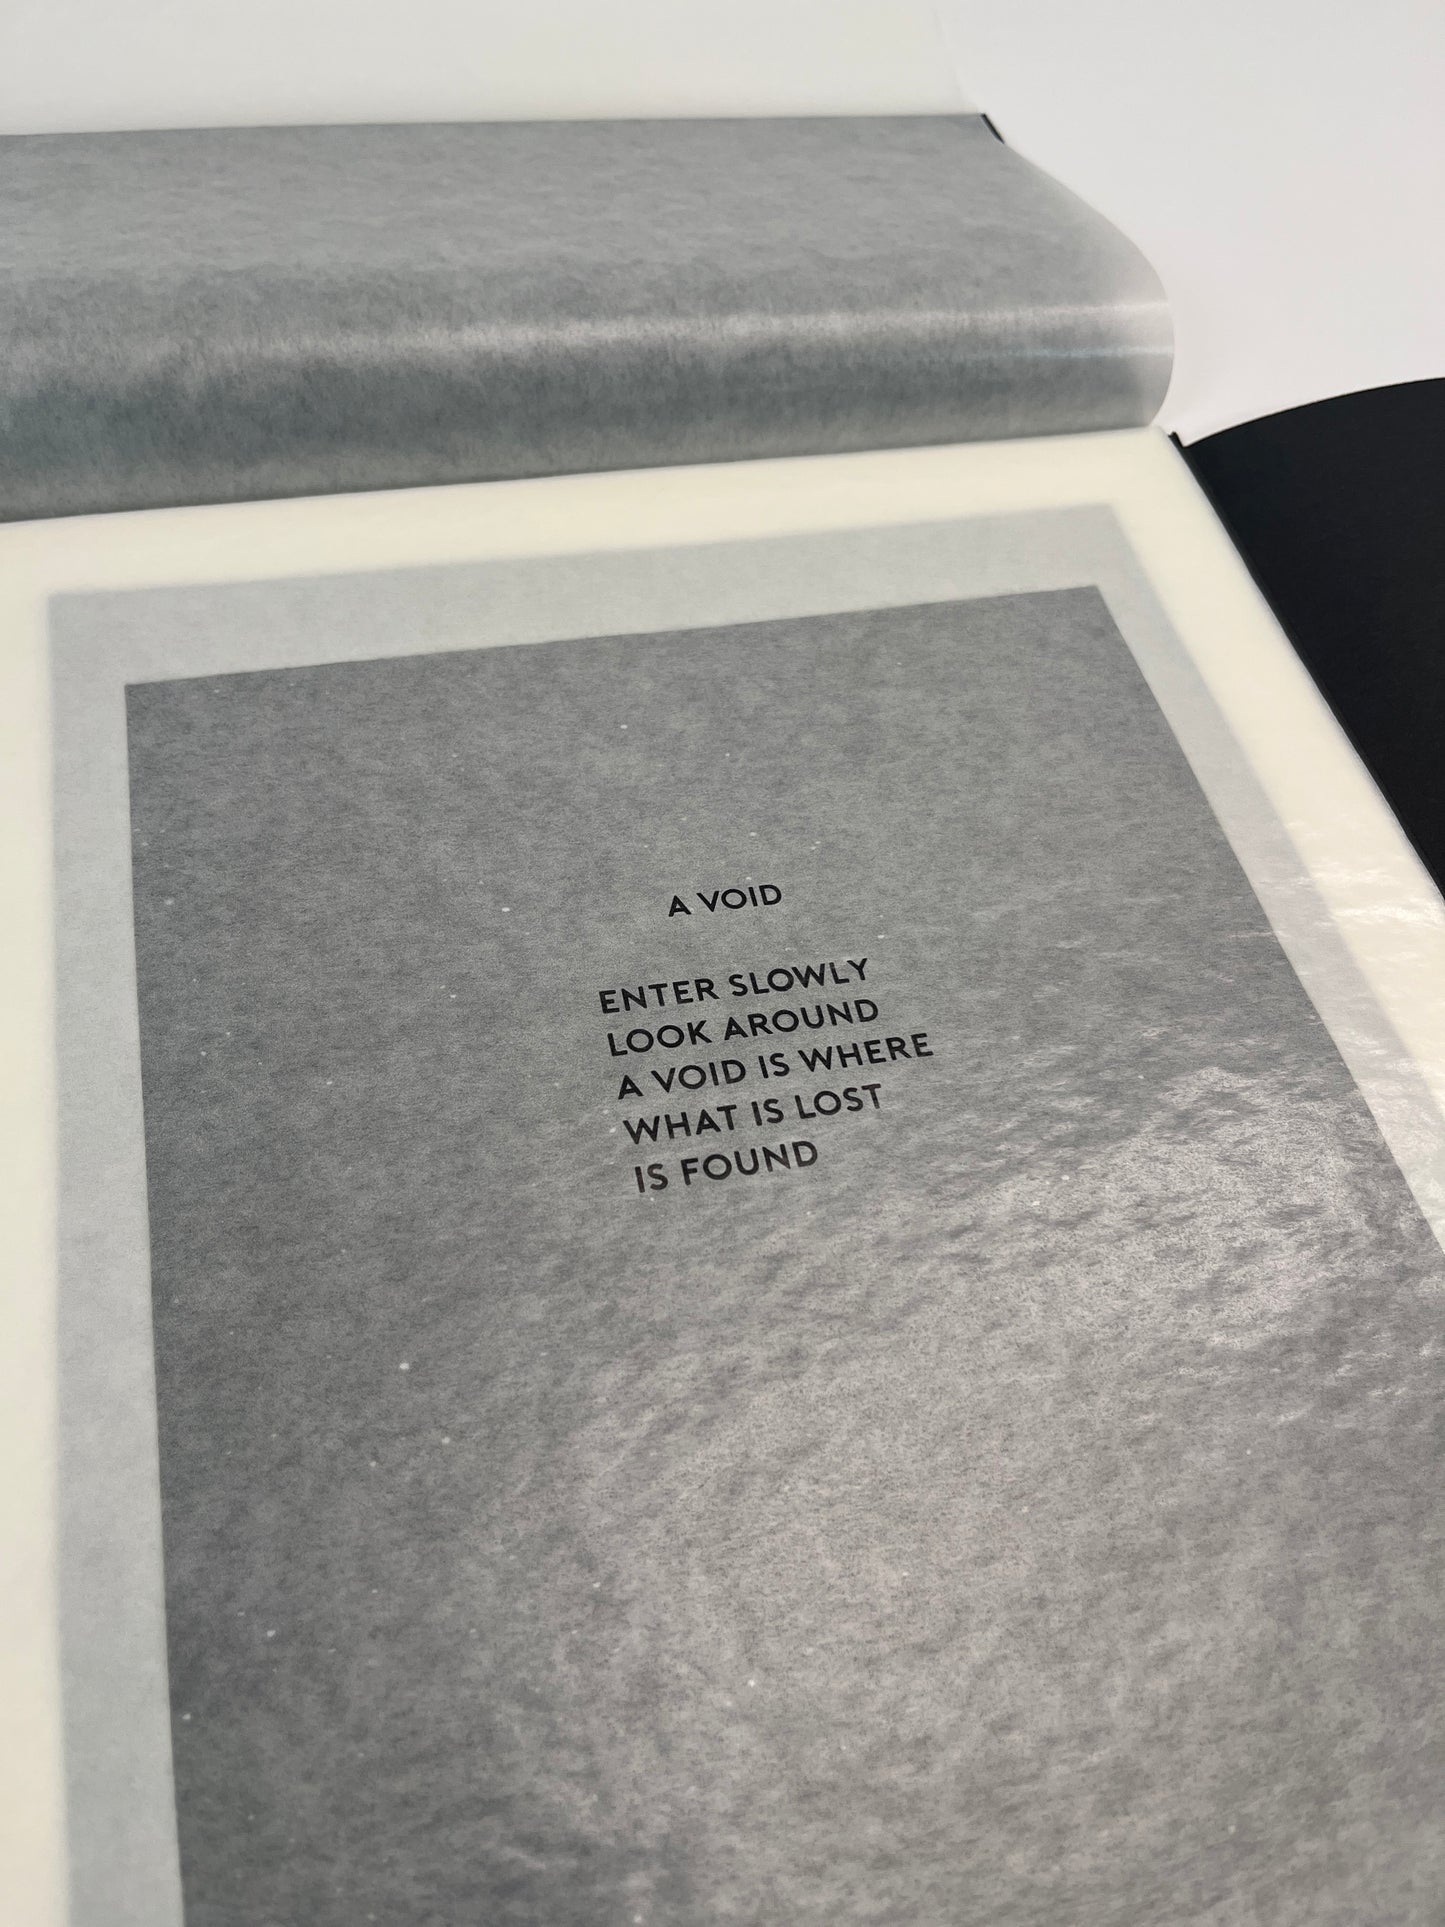 A VOID
ENTER SLOWLY
LOOK AROUND
A VOID IS WHERE
WHAT IS LOST
IS FOUND